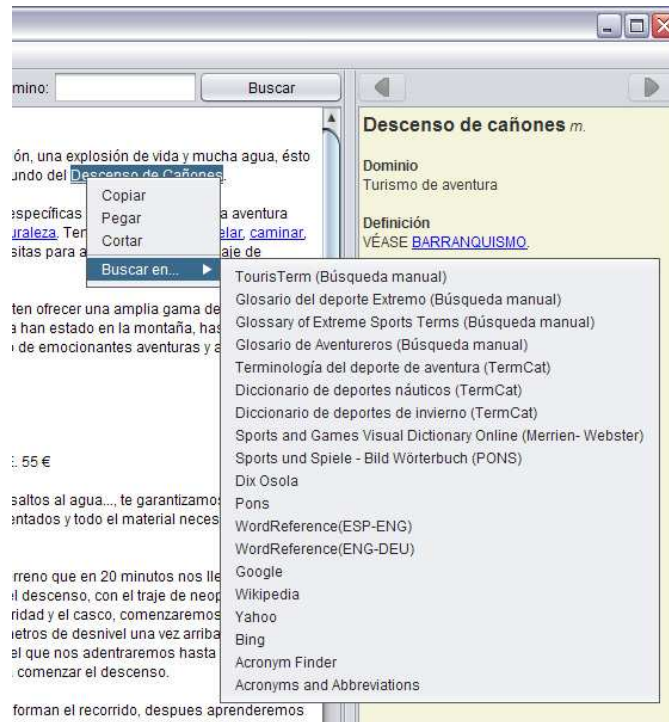 mino:
Buscar
ón, una explosión de vida y mucha agua, ésto
undo del Descenso de Cañones.
específicas
a aventura
uraleza. Ter
elar, caminar,
sitas para a
aje de
Copiar
Pegar
Cortar
Buscar en...
ten ofrecer una amplia gama de
a han estado en la montaña, has
o de emocionantes aventuras y a
E. 55 €
saltos al agua..., te garantizamos
entados y todo el material neces
erreno que en 20 minutos nos lle
el descenso, con el traje de neop
ridad y el casco, comenzaremos
metros de desnivel una vez arriba
el que nos adentraremos hasta
comenzar el descenso.
forman el recorrido, despues aprenderemos
Descenso de cañones m.
Dominio
Turismo de aventura
Definición
VÉASE BARRANQUISMO.
TourisTerm (Búsqueda manual)
Glosario del deporte Extremo (Búsqueda manual)
Glossary of Extreme Sports Terms (Búsqueda manual)
Glosario de Aventureros (Búsqueda manual)
Terminología del deporte de aventura (TermCat)
Diccionario de deportes náuticos (TermCat)
Diccionario de deportes de invierno (TermCat)
Sports and Games Visual Dictionary Online (Merrien- Webster)
Sports und Spiele - Bild Wörterbuch (PONS)
Dix Osola
Pons
WordReference(ESP-ENG)
WordReference(ENG-DEU)
Google
Wikipedia
Yahoo
Bing
Acronym Finder
Acronyms and Abbreviations